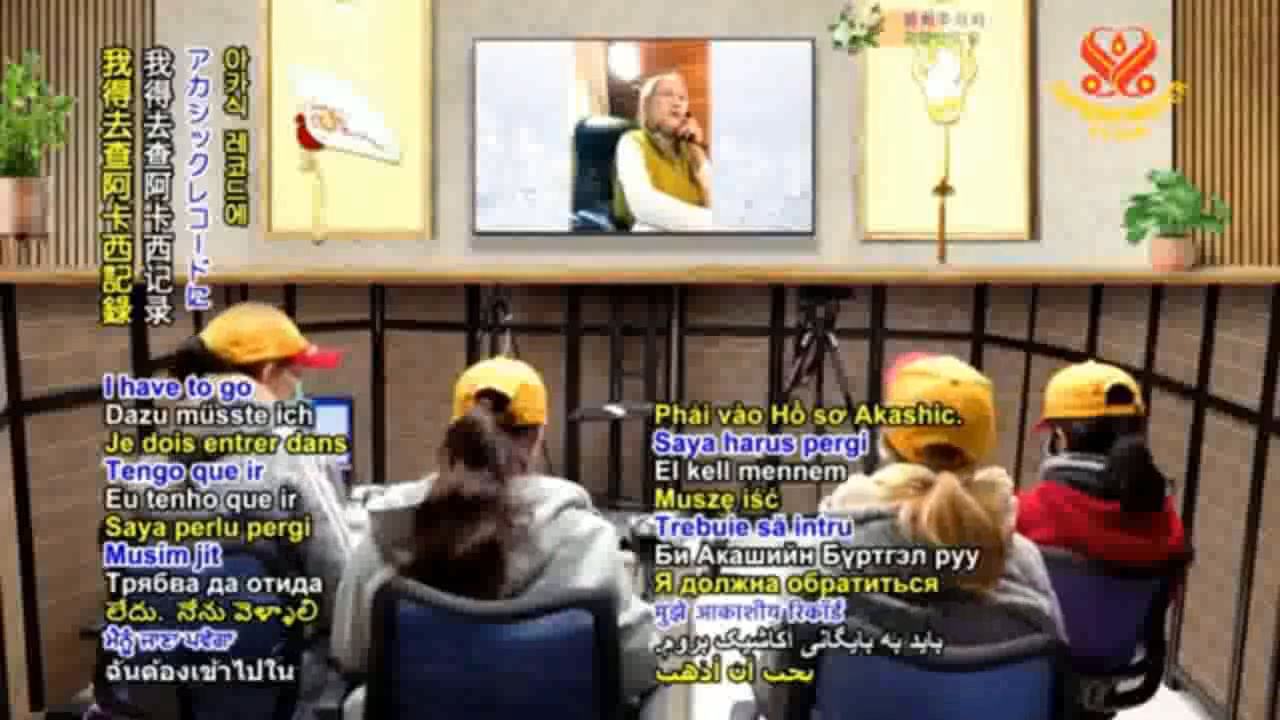 아카식 레코드에
アカシックレコードに
我得去查阿卡西记录
我得去查阿卡西記錄
I have to go
Dazu müsste ich
Je dois entrer dans
Tengo que ir
Eu tenho que ir
Saya perlu pergi
Musím jít
Трябва да отида
లేదు. నేను వెళ్ళాలి
ਮੈਨੂੰ ਜਾਣਾ ਪਵੇਗਾ
ฉันต้องเข้าไปใน
Phải vào Hồ sơ Akashic.
Saya harus pergi
El kell mennem
Muszę iść
Trebuie să intru
Би Акашийн Бүртгэл рүү
Я должна обратиться
मुझे आकाशीय रिकॉर्ड
باید به بایگانی آکاشیک بروم.
يجب أن أذهب